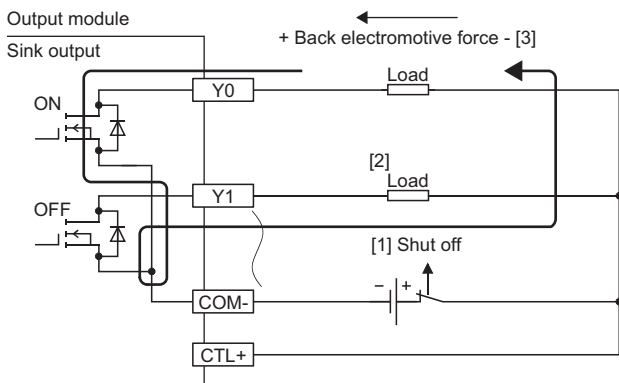 Output module
Sink output
+ Back electromotive force - [3]
Load
Y0
ON
[2]
Load
Y1
OFF
[1] Shut off
− +
COM-
CTL+